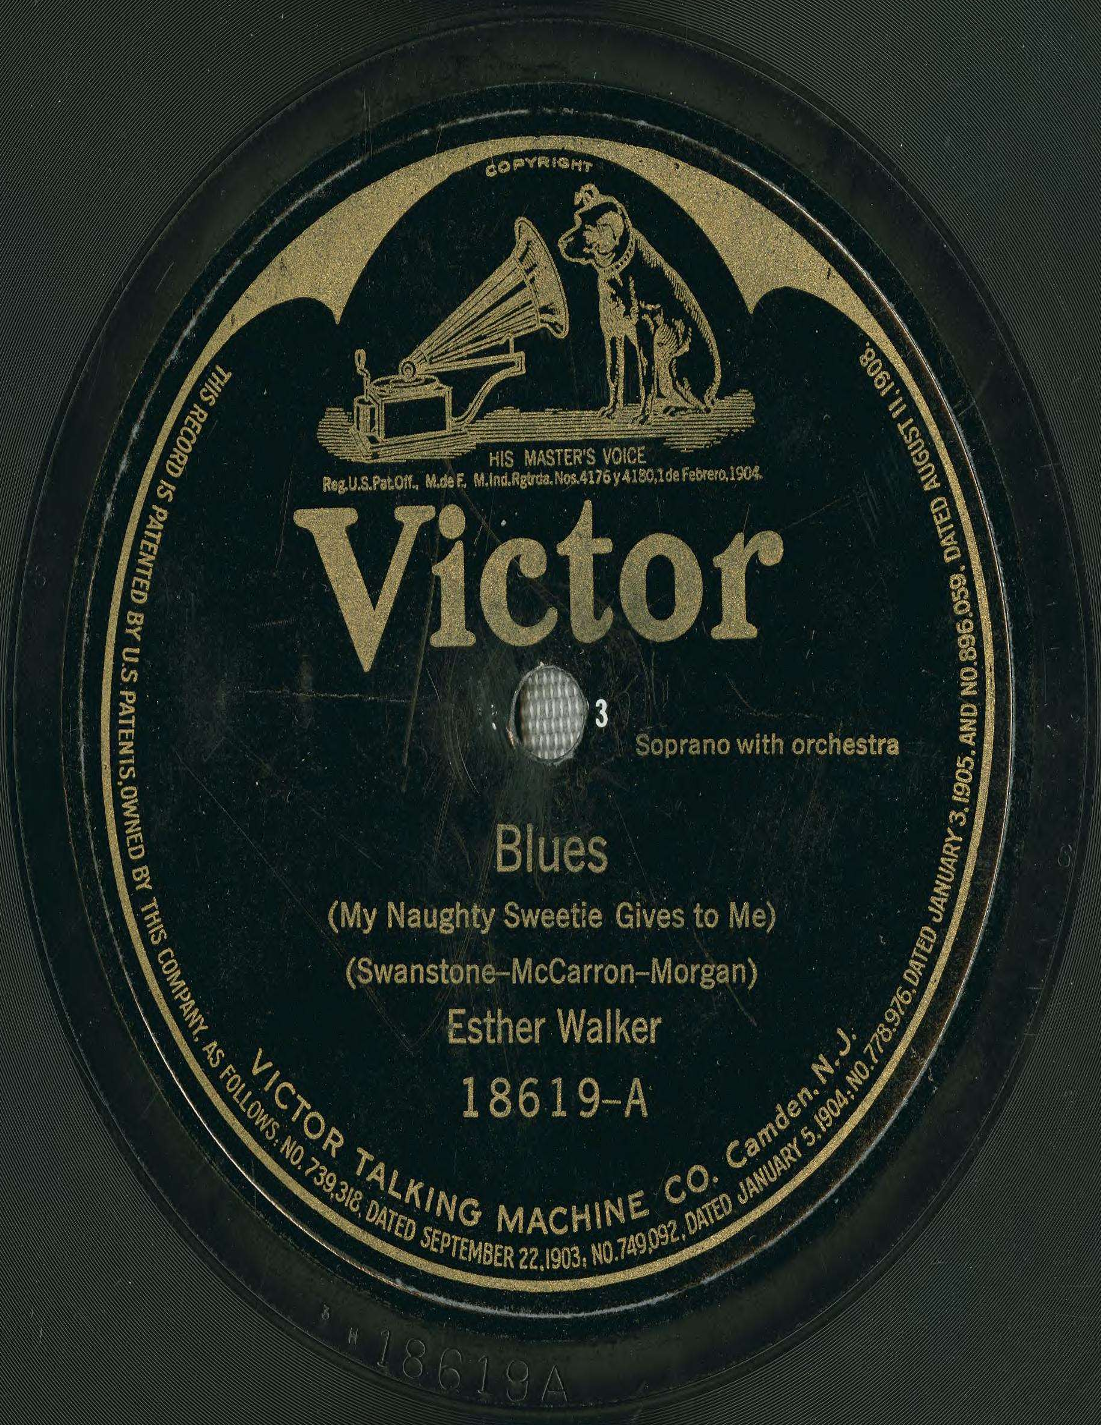 COPYRIGHT
HIS MASTER'S VOICE
Reg.U.S.Pat.Off., M.de F., M.Ind.Rgtrda. Nos.4176 y 4180,1 de Febrero,1904.
Victor
3
Soprano with orchestra
Blues
(My Naughty Sweetie Gives to Me)
(Swanstone–McCarron–Morgan)
Esther Walker
18619–A
VICTOR TALKING MACHINE CO. Camden. N. J.
THIS RECORD IS PATENTED BY U.S. PATENTS, OWNED BY THIS COMPANY, AS FOLLOWS: NO. 739,318, DATED SEPTEMBER 22,1903; NO.749,092, DATED JANUARY 5,1904; NO.778,976, DATED JANUARY 3,1905, AND NO.896,059, DATED AUGUST 11,1908.
18619A